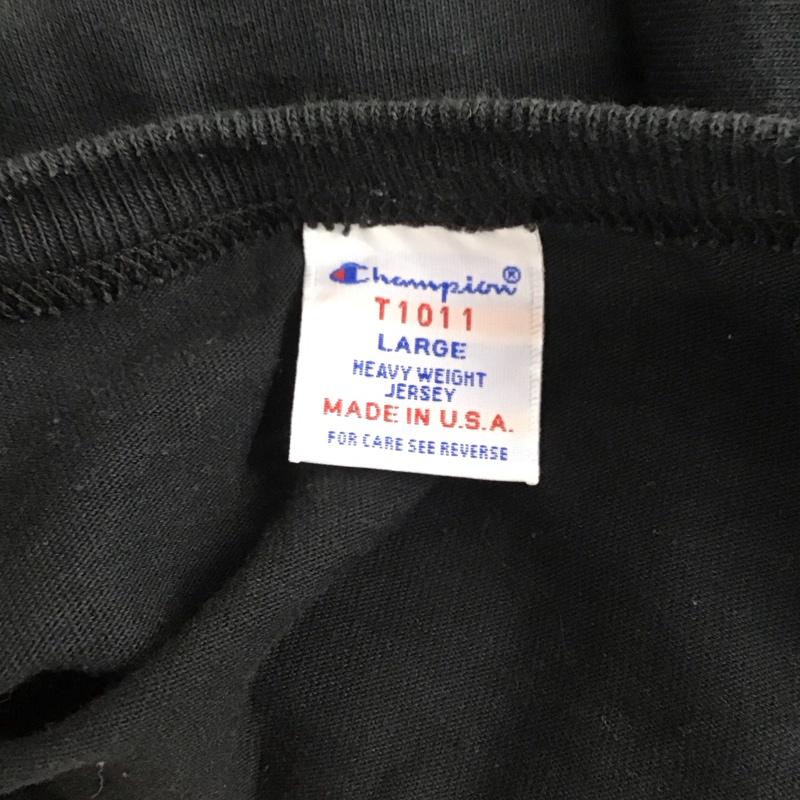 Champion®
T1011
LARGE
HEAVY WEIGHT
JERSEY
MADE IN U.S.A.
FOR CARE SEE REVERSE